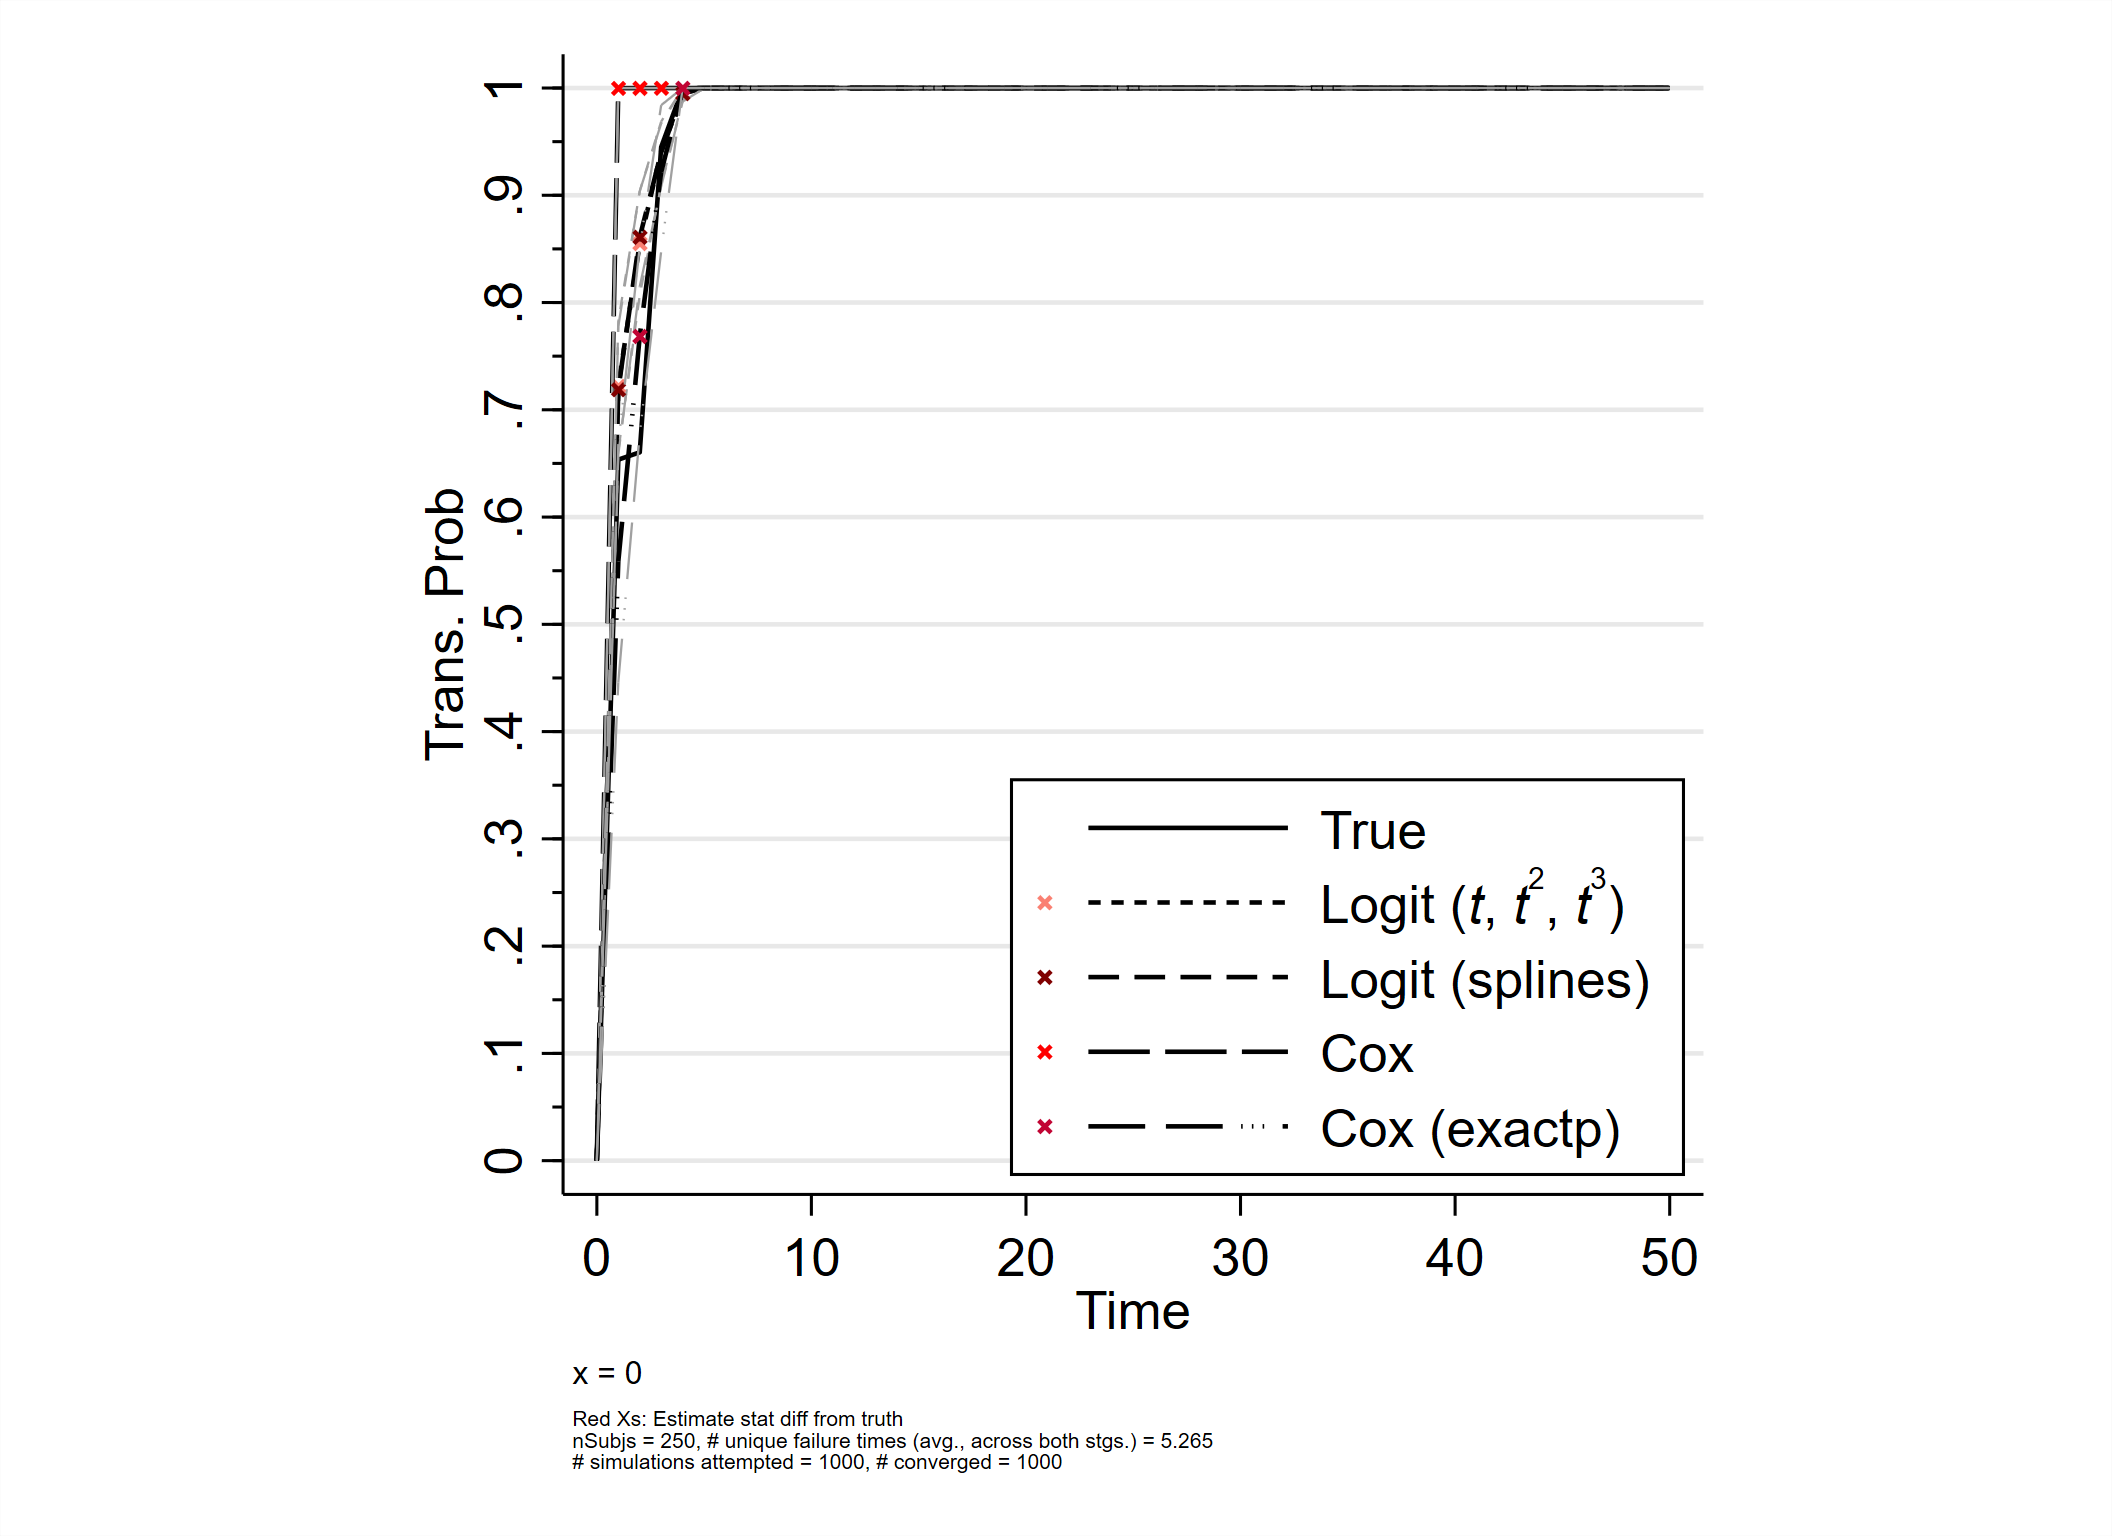 Trans. Prob
1
.9
.8
.7
.6
.5
.4
.3
.2
.1
0
True
Logit (t, t², t³)
Logit (splines)
Cox
Cox (exactp)
0 10 20 30 40 50
Time
x = 0
Red Xs: Estimate stat diff from truth
nSubjs = 250, # unique failure times (avg., across both stgs.) = 5.265
# simulations attempted = 1000, # converged = 1000